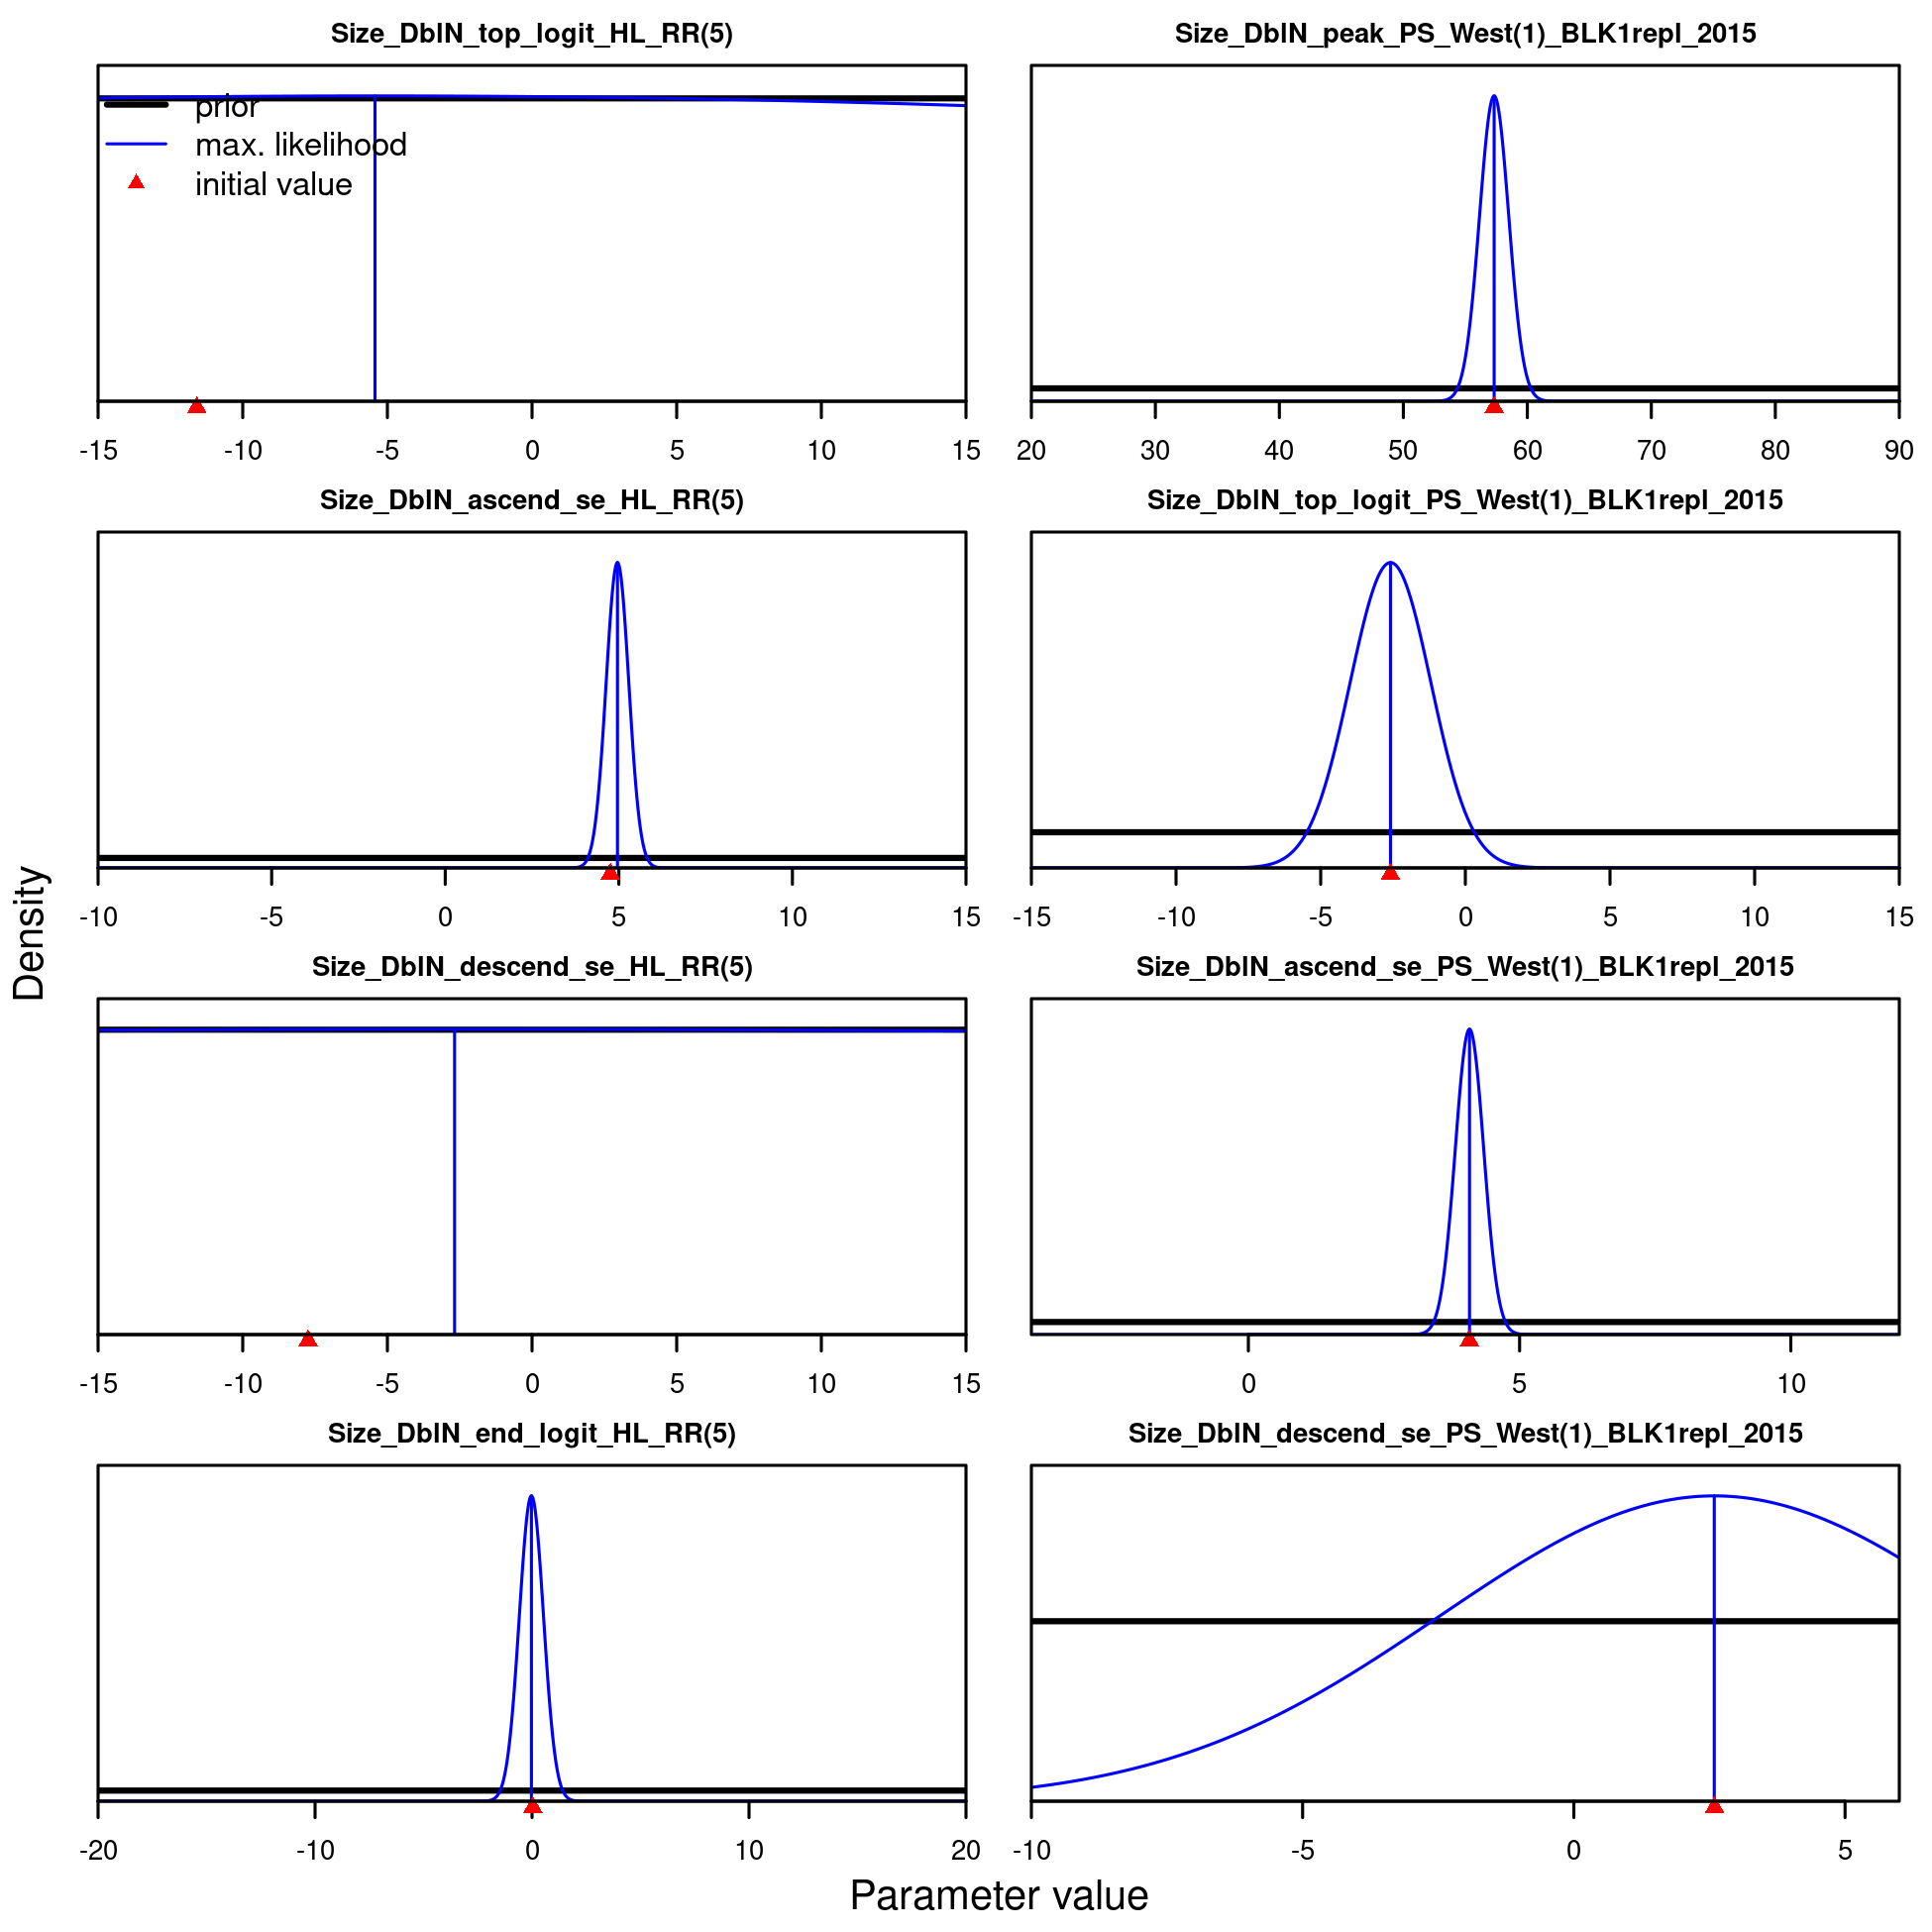 Size_DblN_top_logit_HL_RR(5)
prior
max. likelihood
initial value
-15 -10 -5 0 5 10 15
Size_DblN_peak_PS_West(1)_BLK1repl_2015
20 30 40 50 60 70 80 90
Size_DblN_ascend_se_HL_RR(5)
-10 -5 0 5 10 15
Size_DblN_top_logit_PS_West(1)_BLK1repl_2015
-15 -10 -5 0 5 10 15
Density
Size_DblN_descend_se_HL_RR(5)
-15 -10 -5 0 5 10 15
Size_DblN_ascend_se_PS_West(1)_BLK1repl_2015
0 5 10
Size_DblN_end_logit_HL_RR(5)
-20 -10 0 10 20
Size_DblN_descend_se_PS_West(1)_BLK1repl_2015
-10 -5 0 5
Parameter value